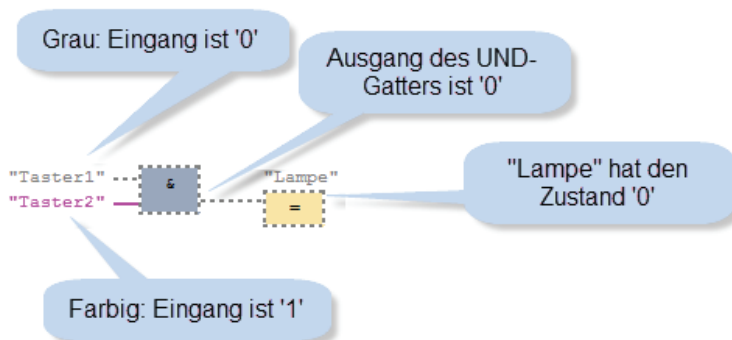 Grau: Eingang ist '0'
Ausgang des UND-
Gatters ist '0'
"Taster1"
&
"Lampe"
"Taster2"
=
"Lampe" hat den
Zustand '0'
Farbig: Eingang ist '1'